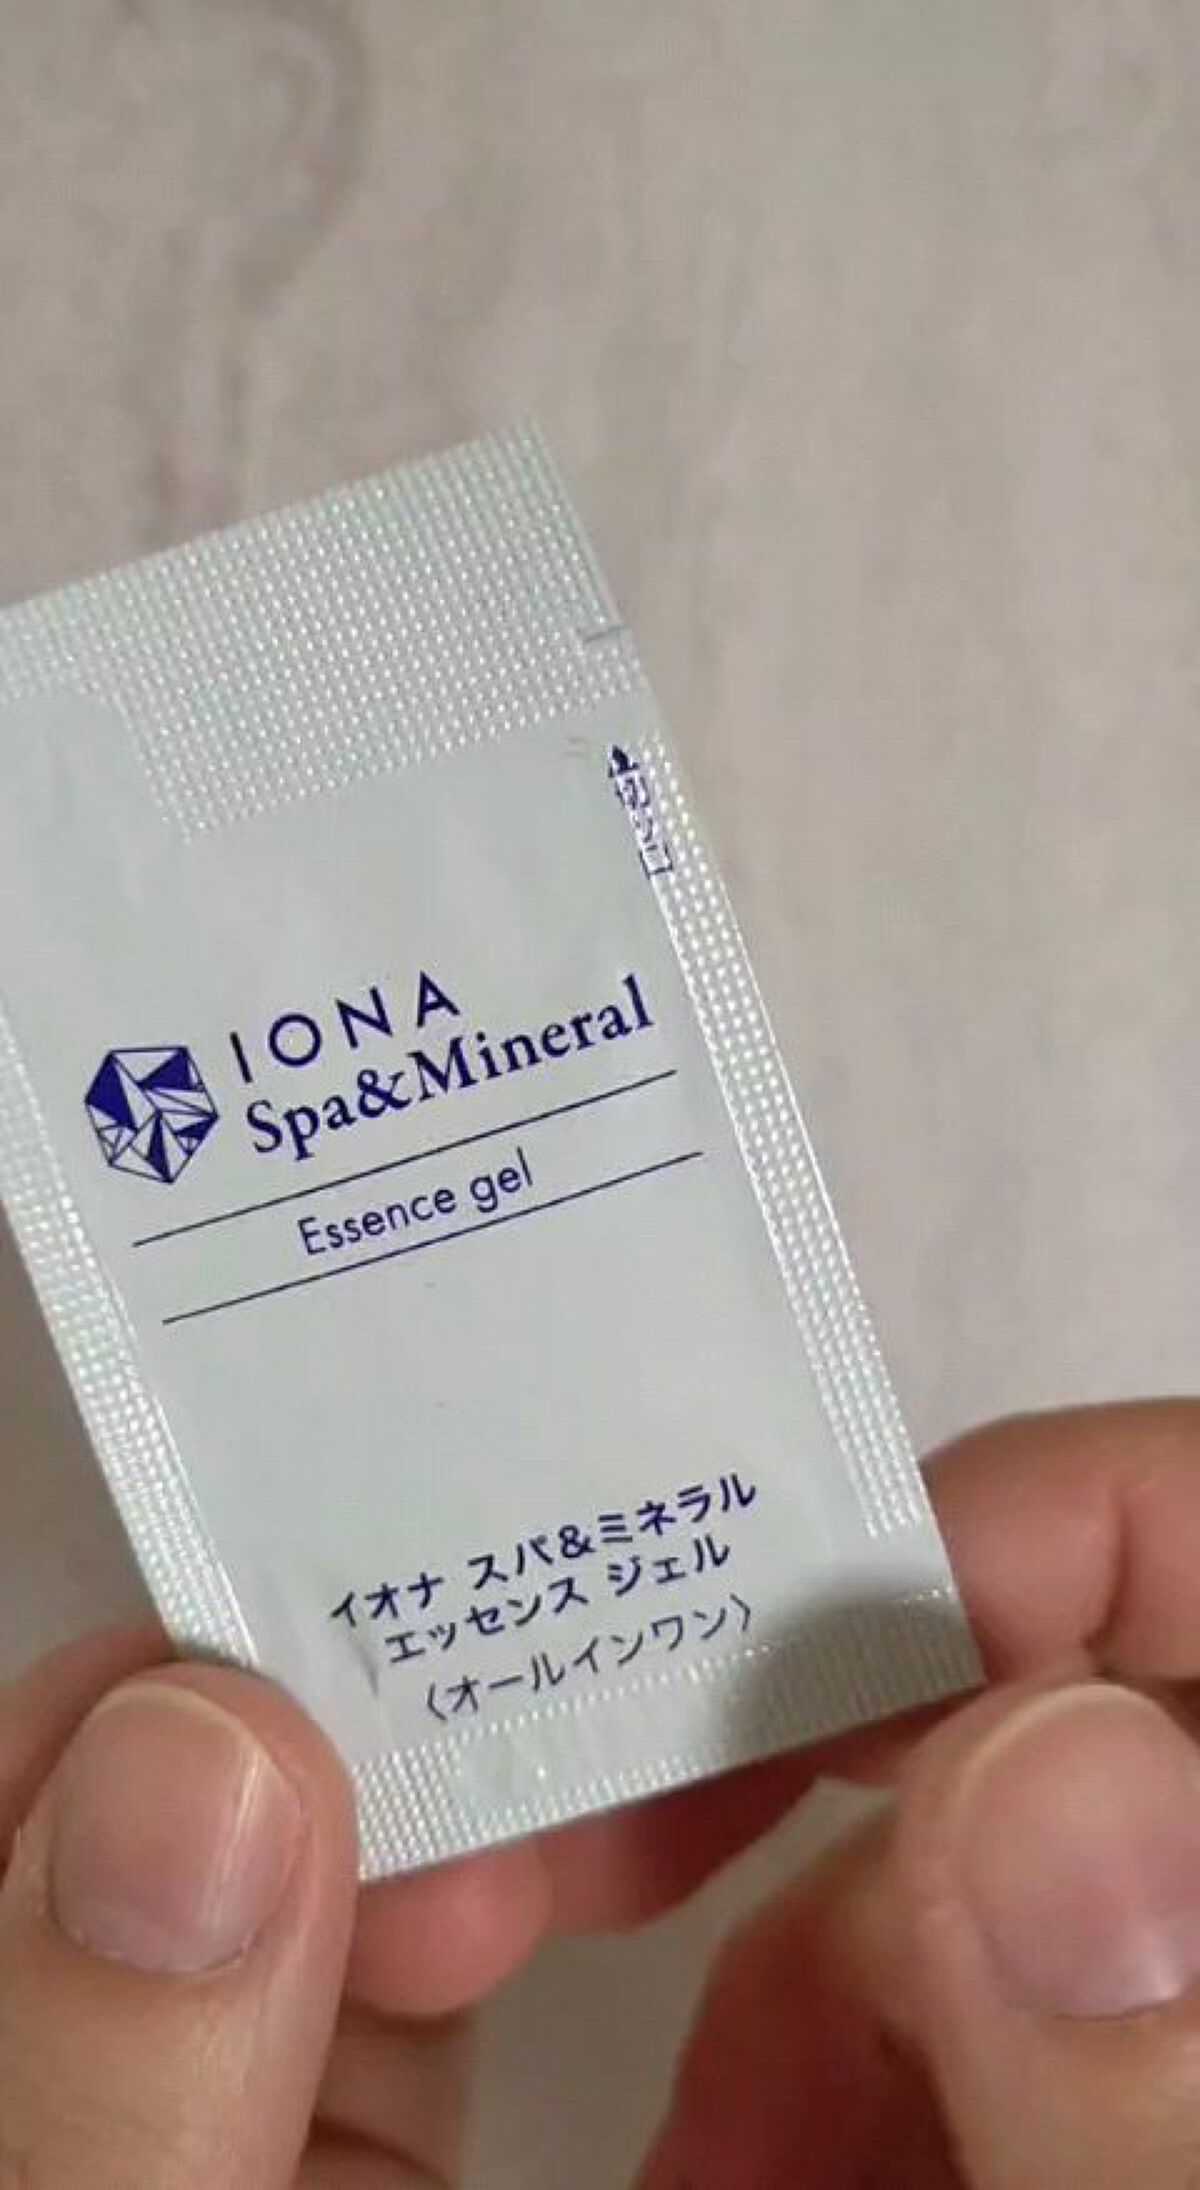 切り口
IONA
Spa&Mineral
Essence gel
イオナ スパ&ミネラル
エッセンス ジェル
〈オールインワン〉